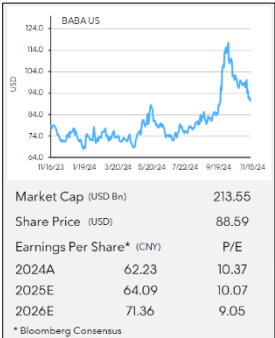 BABA US
124.0
114.0
104.0
94.0
84.0
74.0
64.0
USD
11/16/23 1/19/24 3/20/24 5/20/24 7/22/24 9/19/24 11/15/24
Market Cap (USD Bn) 213.55
Share Price (USD) 88.59
Earnings Per Share* (CNY) P/E
2024A 62.23 10.37
2025E 64.09 10.07
2026E 71.36 9.05
* Bloomberg Consensus